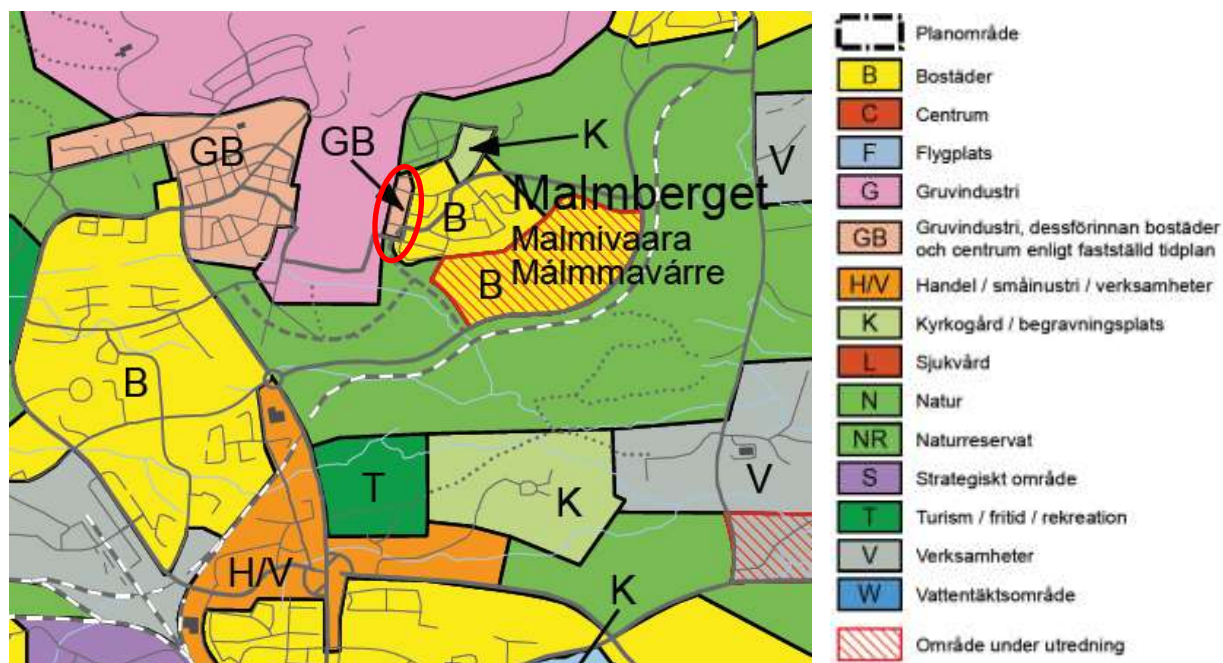 GB
GB
K
V
Malmberget
B
Malmivaara
Málmmavárre
B
B
T
K
V
H/V
K
Planområde
B Bostäder
C Centrum
F Flygplats
G Gruvindustri
GB Gruvindustri, dessförinnan bostäder
och centrum enligt fastställd tidplan
H/V Handel / småinustri / verksamheter
K Kyrkogård / begravningsplats
L Sjukvård
N Natur
NR Naturreservat
S Strategiskt område
T Turism / fritid / rekreation
V Verksamheter
W Vattentäktsområde
Område under utredning